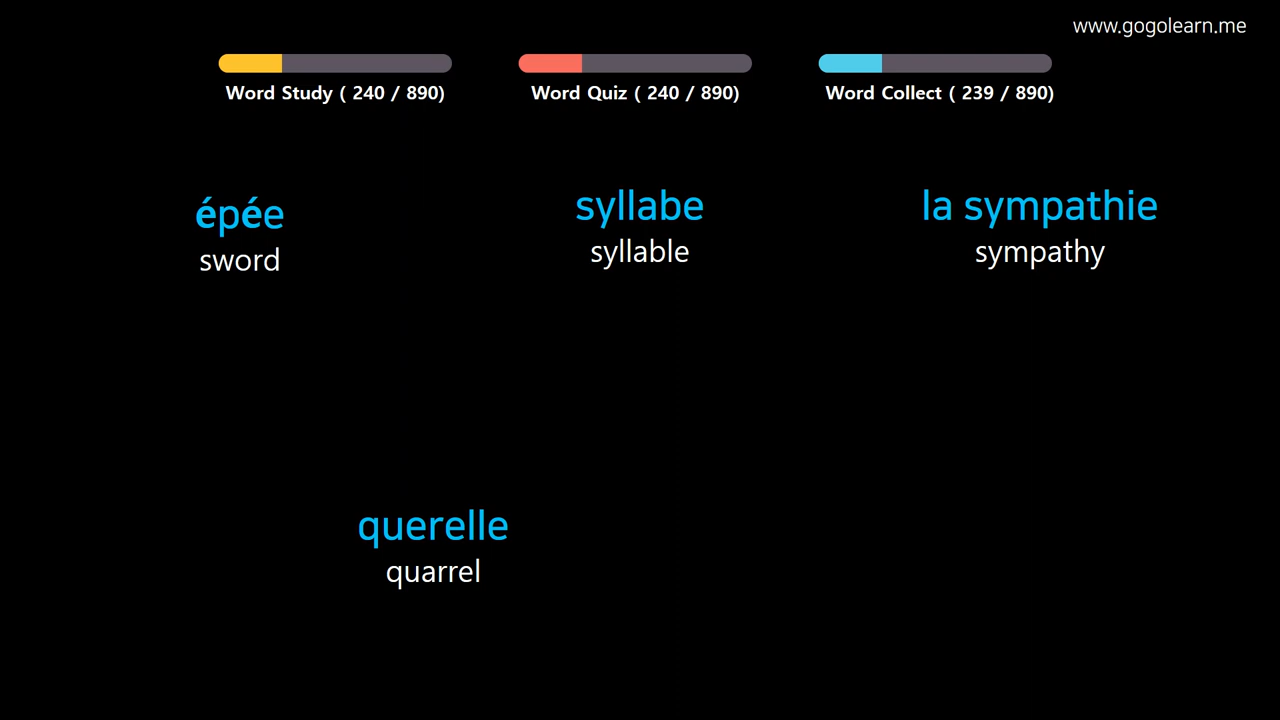 www.gogolearn.me
Word Study ( 240 / 890)
Word Quiz ( 240 / 890)
Word Collect ( 239 / 890)
épée
sword
syllabe
syllable
la sympathie
sympathy
querelle
quarrel